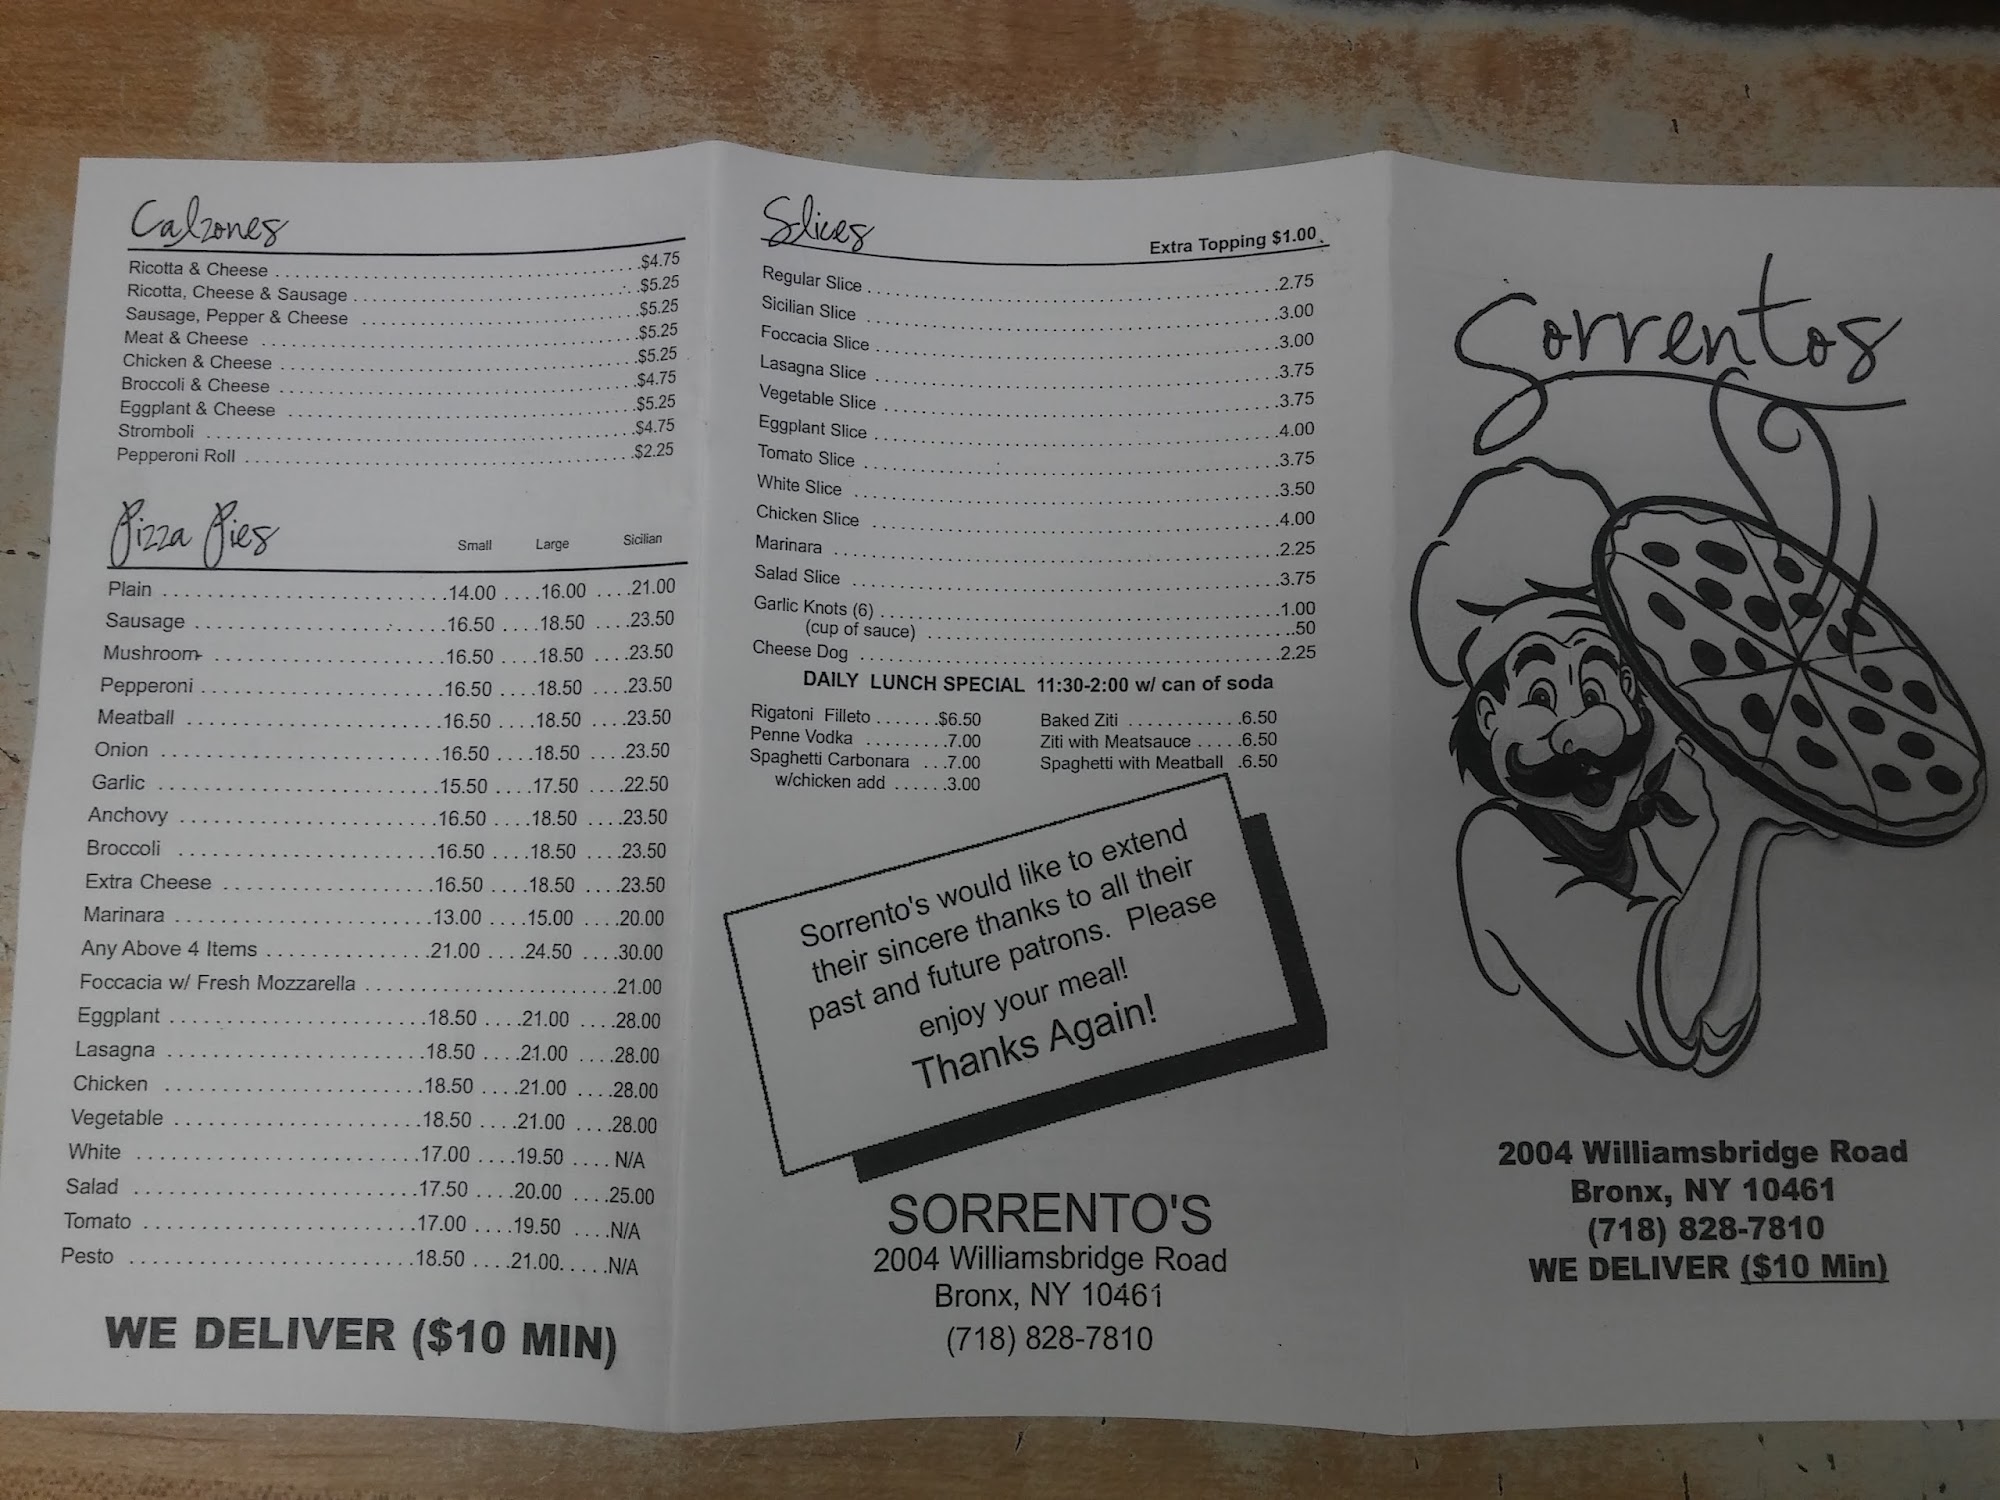 Calzones
Ricotta & Cheese $4.75
Ricotta, Cheese & Sausage $5.25
Sausage, Pepper & Cheese $5.25
Meat & Cheese $5.25
Chicken & Cheese $5.25
Broccoli & Cheese $4.75
Eggplant & Cheese $5.25
Stromboli $4.75
Pepperoni Roll $2.25
Pizza Pies Small Large Sicilian
Plain 14.00 16.00 21.00
Sausage 16.50 18.50 23.50
Mushroom 16.50 18.50 23.50
Pepperoni 16.50 18.50 23.50
Meatball 16.50 18.50 23.50
Onion 16.50 18.50 23.50
Garlic 15.50 17.50 22.50
Anchovy 16.50 18.50 23.50
Broccoli 16.50 18.50 23.50
Extra Cheese 16.50 18.50 23.50
Marinara 13.00 15.00 20.00
Any Above 4 Items 21.00 24.50 30.00
Foccacia w/ Fresh Mozzarella 21.00
Eggplant 18.50 21.00 28.00
Lasagna 18.50 21.00 28.00
Chicken 18.50 21.00 28.00
Vegetable 18.50 21.00 28.00
White 17.00 19.50 N/A
Salad 17.50 20.00 25.00
Tomato 17.00 19.50 N/A
Pesto 18.50 21.00 N/A
WE DELIVER ($10 MIN)
Slices Extra Topping $1.00
Regular Slice 2.75
Sicilian Slice 3.00
Foccacia Slice 3.00
Lasagna Slice 3.75
Vegetable Slice 3.75
Eggplant Slice 4.00
Tomato Slice 3.75
White Slice 3.50
Chicken Slice 4.00
Marinara 2.25
Salad Slice 3.75
Garlic Knots (6) 1.00
(cup of sauce) .50
Cheese Dog 2.25
DAILY LUNCH SPECIAL 11:30-2:00 w/ can of soda
Rigatoni Filleto $6.50 Baked Ziti 6.50
Penne Vodka 7.00 Ziti with Meatsauce 6.50
Spaghetti Carbonara 7.00 Spaghetti with Meatball 6.50
w/chicken add 3.00
Sorrento's would like to extend
their sincere thanks to all their
past and future patrons. Please
enjoy your meal!
Thanks Again!
SORRENTO'S
2004 Williamsbridge Road
Bronx, NY 10461
(718) 828-7810
Sorrentos
2004 Williamsbridge Road
Bronx, NY 10461
(718) 828-7810
WE DELIVER ($10 Min)